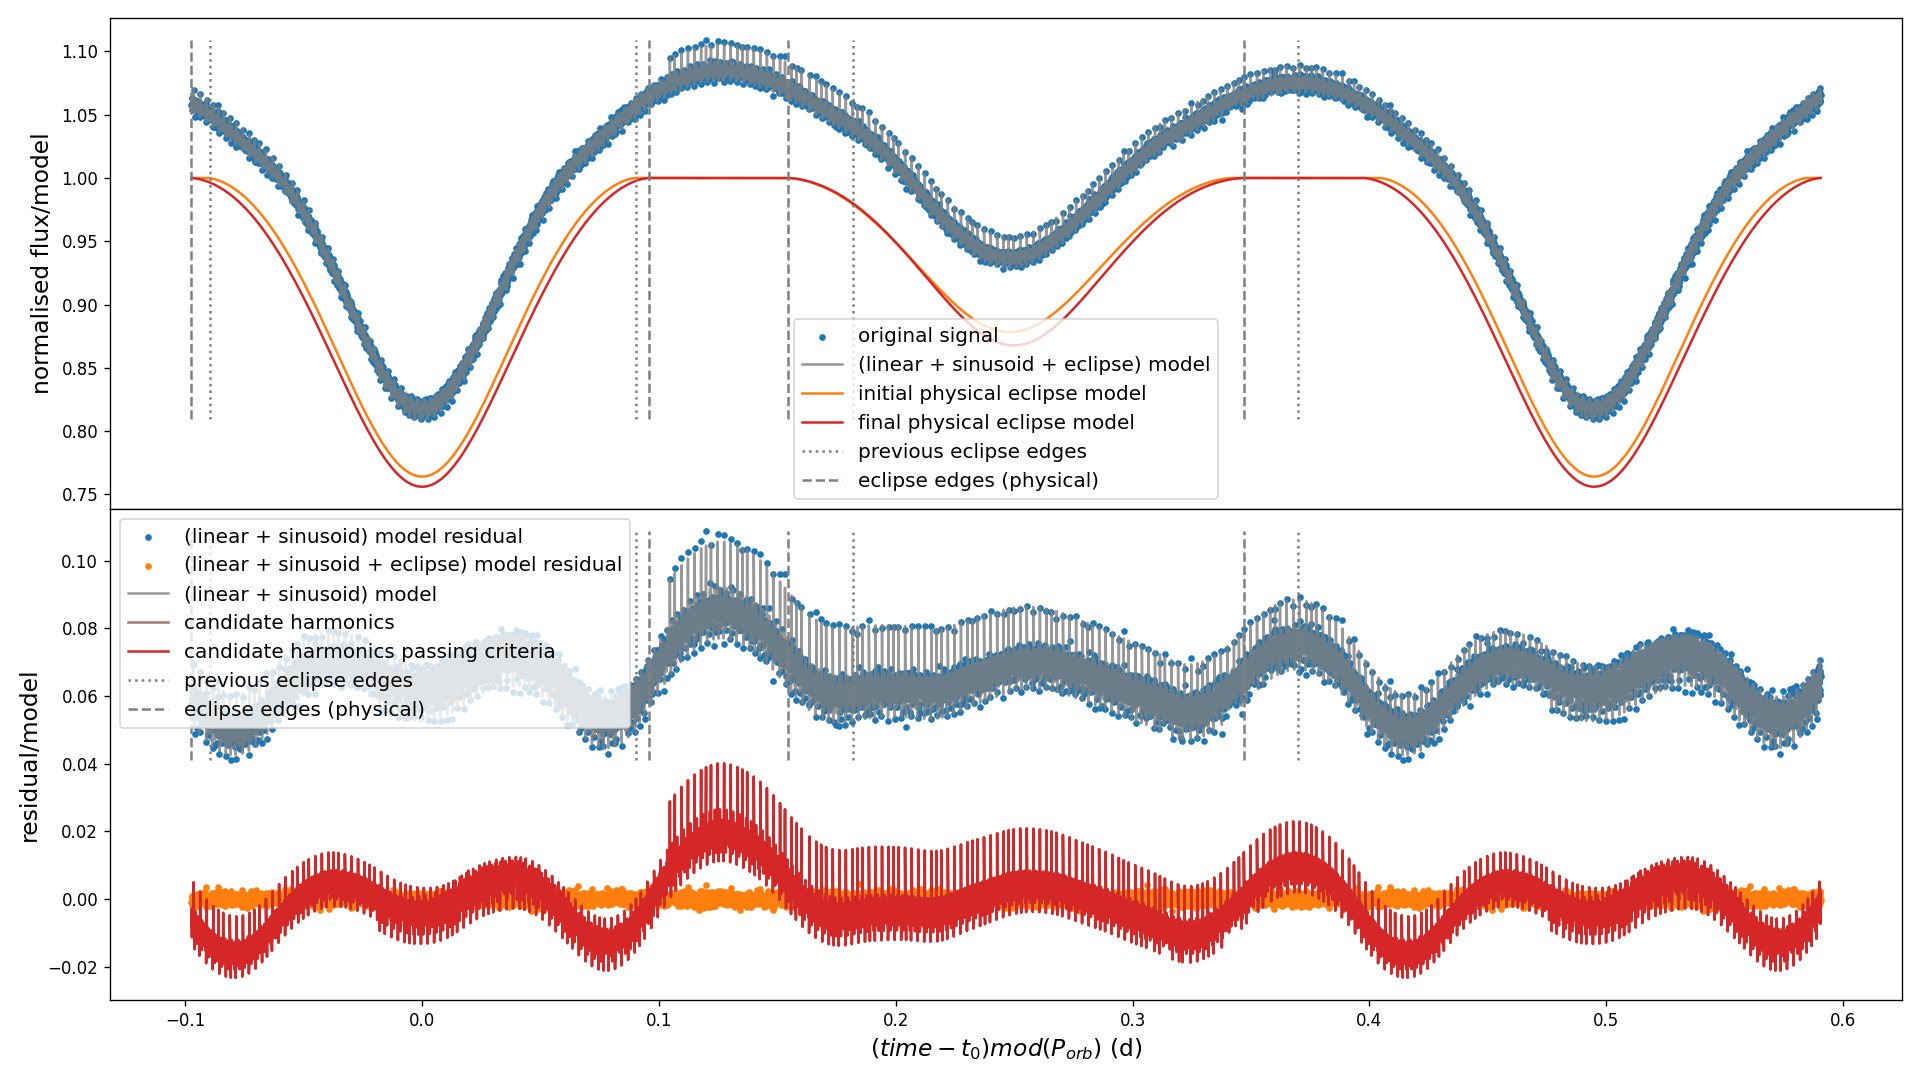 normalised flux/model
1.10
1.05
1.00
0.95
0.90
0.85
0.80
0.75
original signal
(linear + sinusoid + eclipse) model
initial physical eclipse model
final physical eclipse model
previous eclipse edges
eclipse edges (physical)
residual/model
0.10
0.08
0.06
0.04
0.02
0.00
−0.02
(linear + sinusoid) model residual
(linear + sinusoid + eclipse) model residual
(linear + sinusoid) model
candidate harmonics
candidate harmonics passing criteria
previous eclipse edges
eclipse edges (physical)
−0.1 0.0 0.1 0.2 0.3 0.4 0.5 0.6
(time − t₀)mod(P_orb) (d)